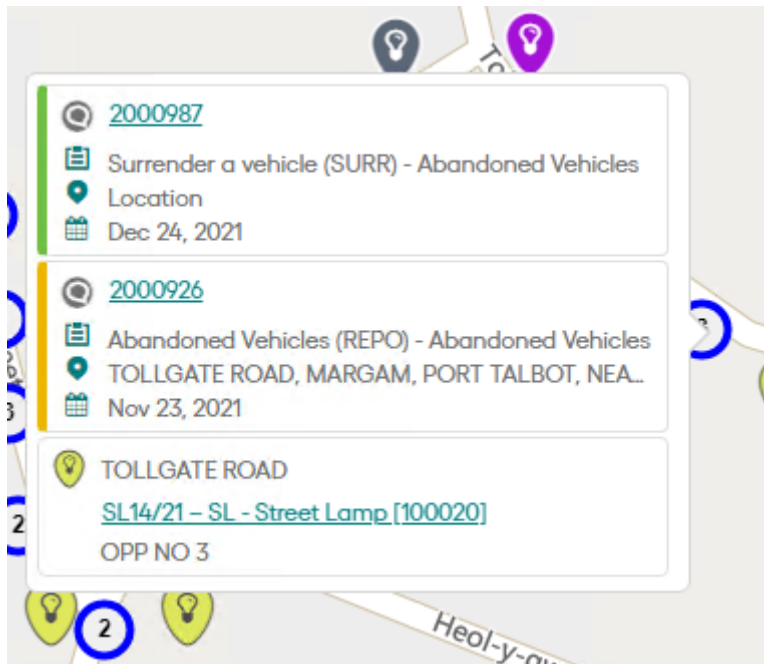 2000987
Surrender a vehicle (SURR) - Abandoned Vehicles
Location
Dec 24, 2021
2000926
Abandoned Vehicles (REPO) - Abandoned Vehicles
TOLLGATE ROAD, MARGAM, PORT TALBOT, NEA...
Nov 23, 2021
TOLLGATE ROAD
SL14/21 – SL - Street Lamp [100020]
OPP NO 3
2
2
Heol-y-gw